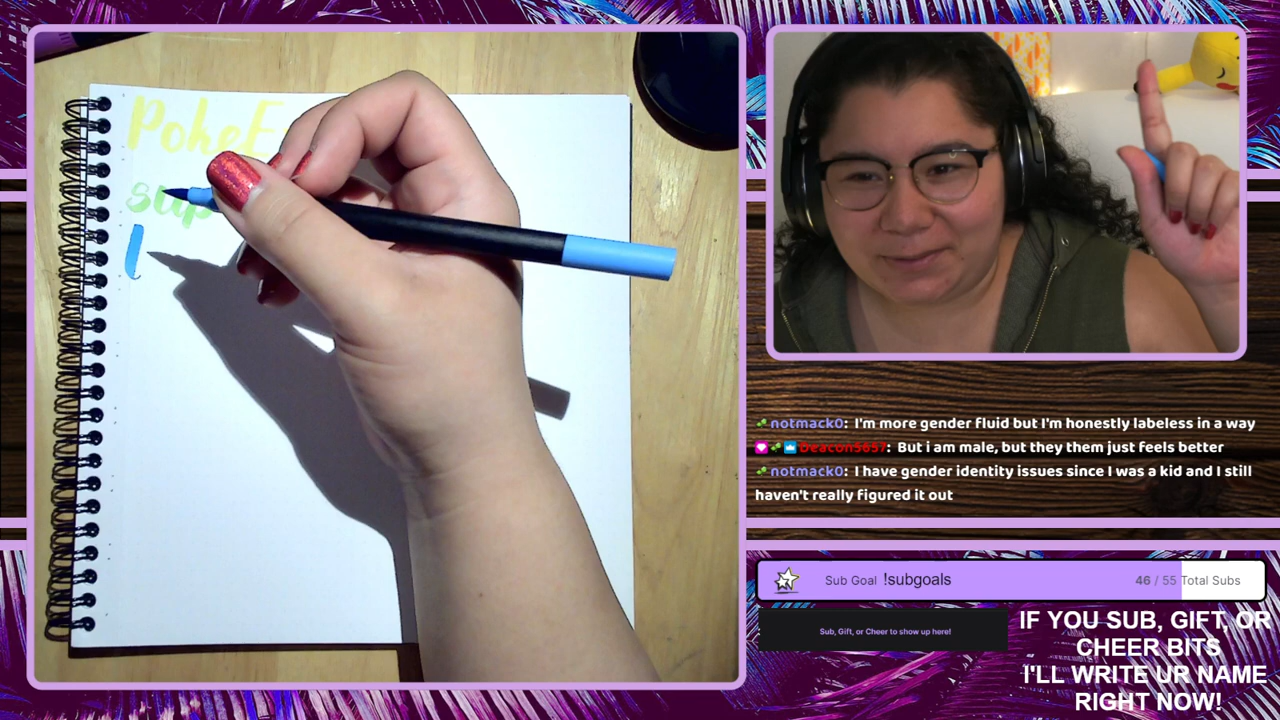 PokeE
notmack0: I'm more gender fluid but I'm honestly labeless in a way
Deacon5657: But i am male, but they them just feels better
notmack0: I have gender identity issues since I was a kid and I still
haven't really figured it out
Sub Goal !subgoals 46 / 55 Total Subs
Sub, Gift, or Cheer to show up here!
IF YOU SUB, GIFT, OR
CHEER BITS
I'LL WRITE UR NAME
RIGHT NOW!